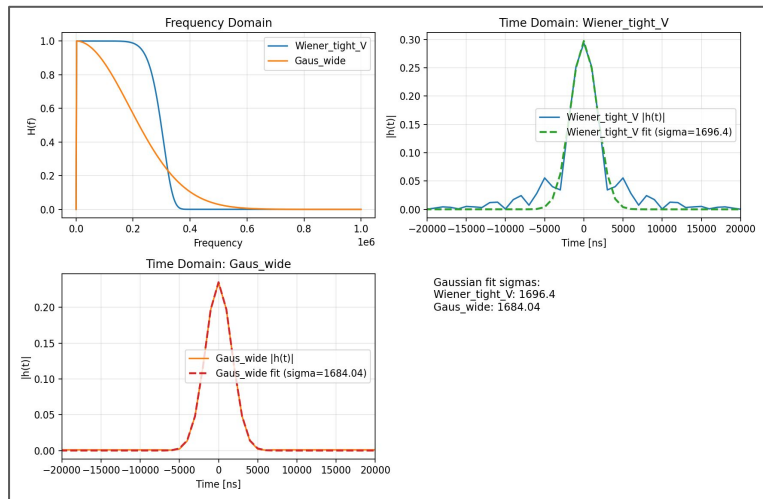 Frequency Domain
H(f)
1.0
0.8
0.6
0.4
0.2
0.0
Wiener_tight_V
Gaus_wide
0.0 0.2 0.4 0.6 0.8 1.0
1e6
Frequency
Time Domain: Wiener_tight_V
|h(t)|
0.30
0.25
0.20
0.15
0.10
0.05
0.00
Wiener_tight_V |h(t)|
Wiener_tight_V fit (sigma=1696.4)
-20000 -15000 -10000 -5000 0 5000 10000 15000 20000
Time [ns]
Time Domain: Gaus_wide
|h(t)|
0.20
0.15
0.10
0.05
0.00
Gaus_wide |h(t)|
Gaus_wide fit (sigma=1684.04)
-20000 -15000 -10000 -5000 0 5000 10000 15000 20000
Time [ns]
Gaussian fit sigmas:
Wiener_tight_V: 1696.4
Gaus_wide: 1684.04